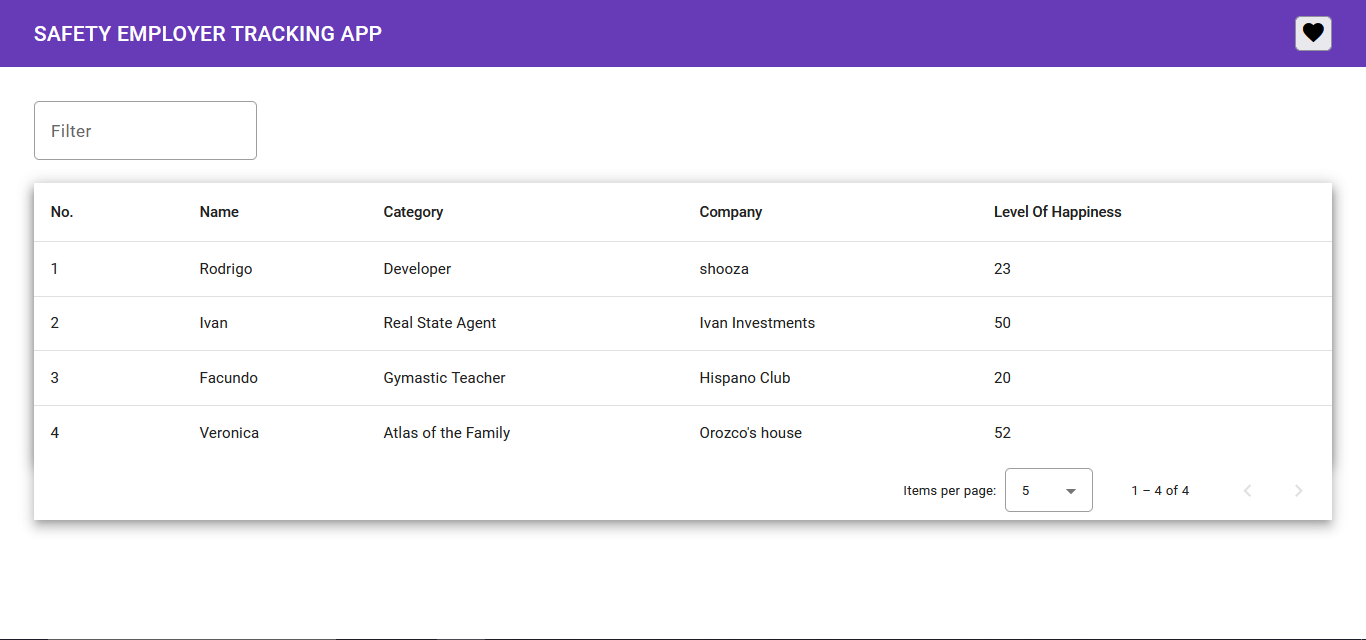 SAFETY EMPLOYER TRACKING APP
Filter
No. Name Category Company Level Of Happiness
1 Rodrigo Developer shooza 23
2 Ivan Real State Agent Ivan Investments 50
3 Facundo Gymastic Teacher Hispano Club 20
4 Veronica Atlas of the Family Orozco's house 52
Items per page: 5 1 – 4 of 4